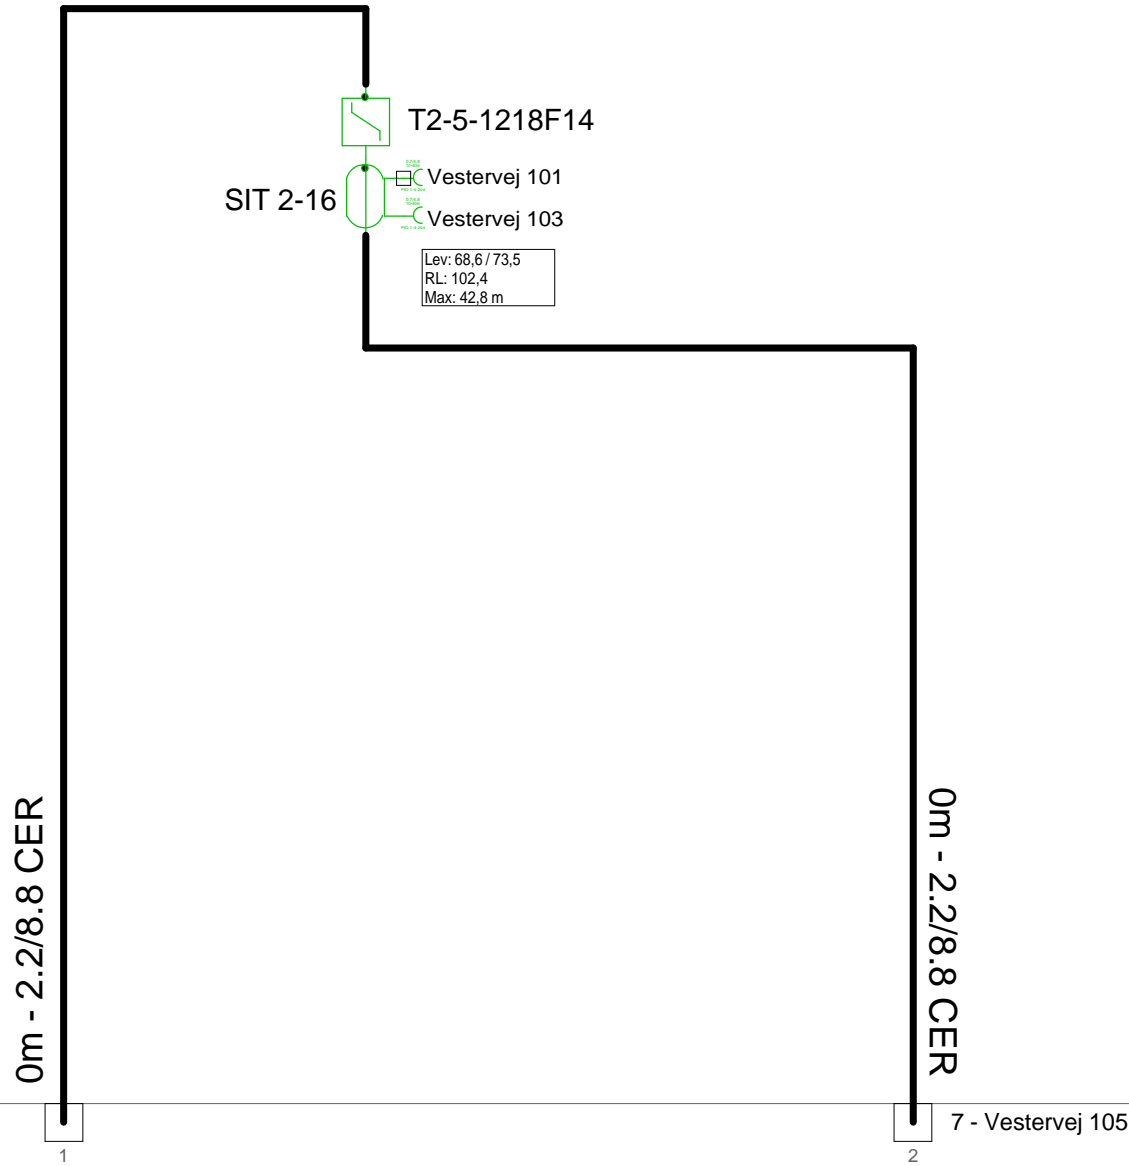 T2-5-1218F14
SIT 2-16
Vestervej 101
Vestervej 103
Lev: 68,6 / 73,5
RL: 102,4
Max: 42,8 m
0m - 2.2/8.8 CER
0m - 2.2/8.8 CER
7 - Vestervej 105
1
2